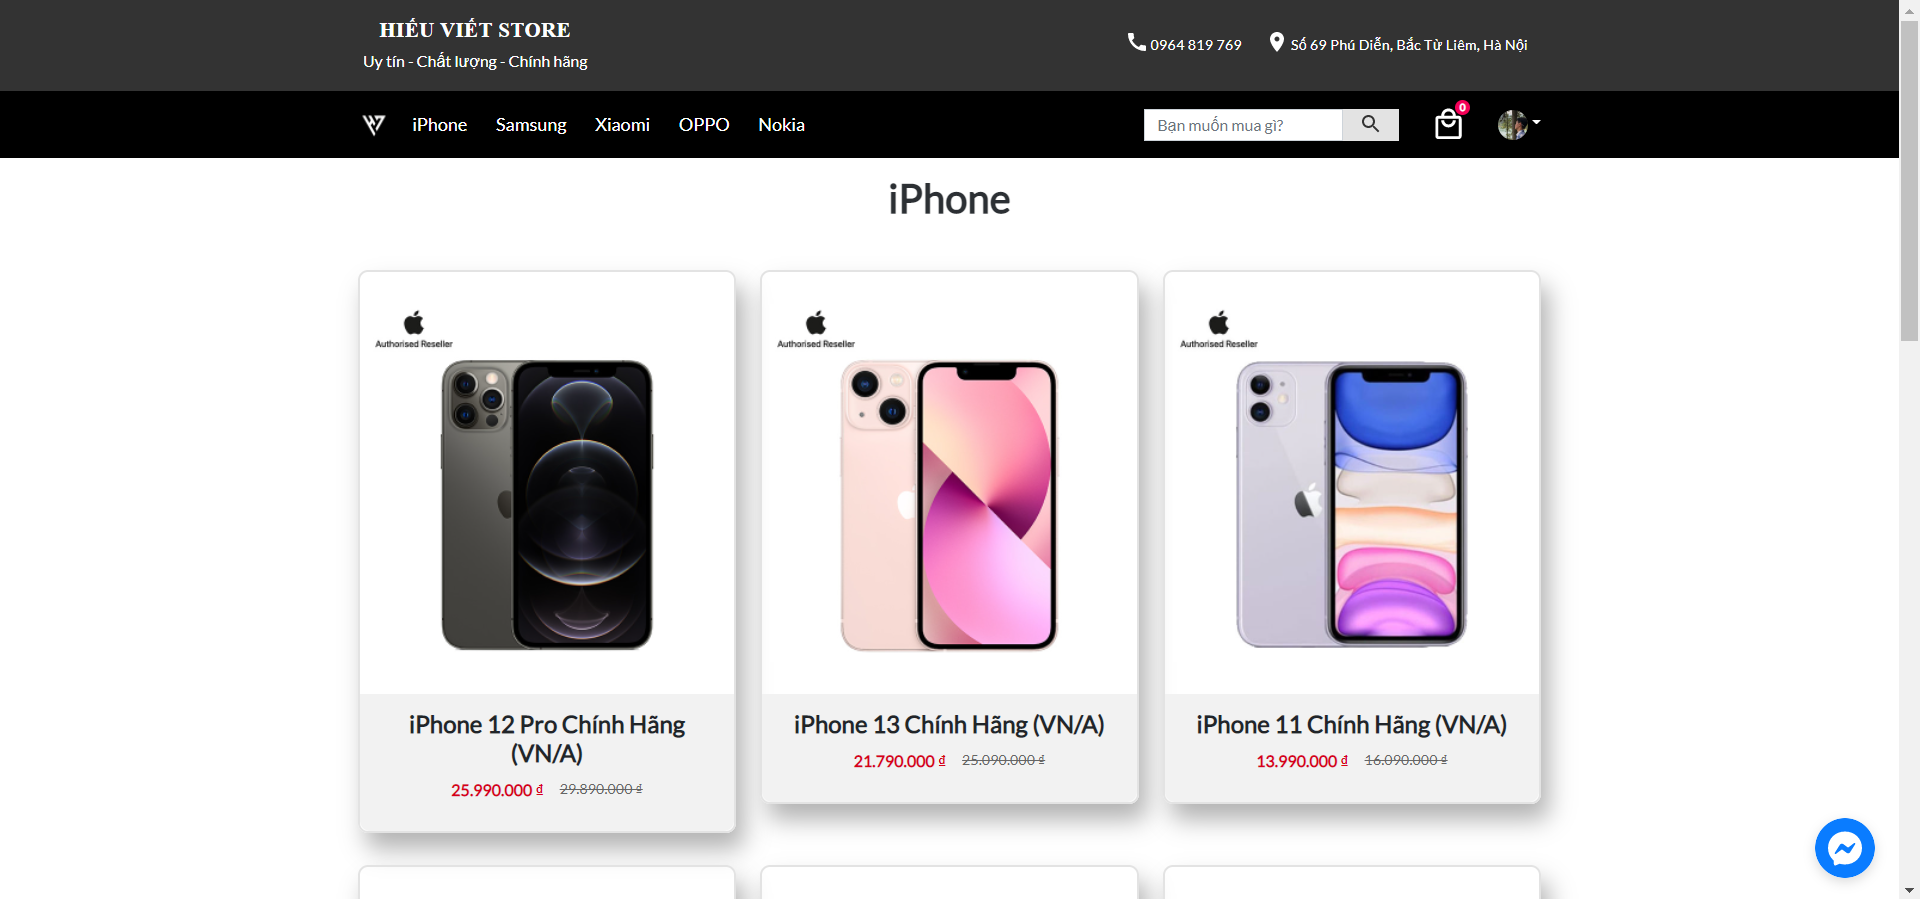 HIẾU VIẾT STORE
Uy tín - Chất lượng - Chính hãng
0964 819 769
Số 69 Phú Diễn, Bắc Từ Liêm, Hà Nội
iPhone
Samsung
Xiaomi
OPPO
Nokia
Bạn muốn mua gì?
0
iPhone
Authorised Reseller
Authorised Reseller
Authorised Reseller
iPhone 12 Pro Chính Hãng
(VN/A)
25.990.000 ₫ 29.890.000 ₫
iPhone 13 Chính Hãng (VN/A)
21.790.000 ₫ 25.090.000 ₫
iPhone 11 Chính Hãng (VN/A)
13.990.000 ₫ 16.090.000 ₫